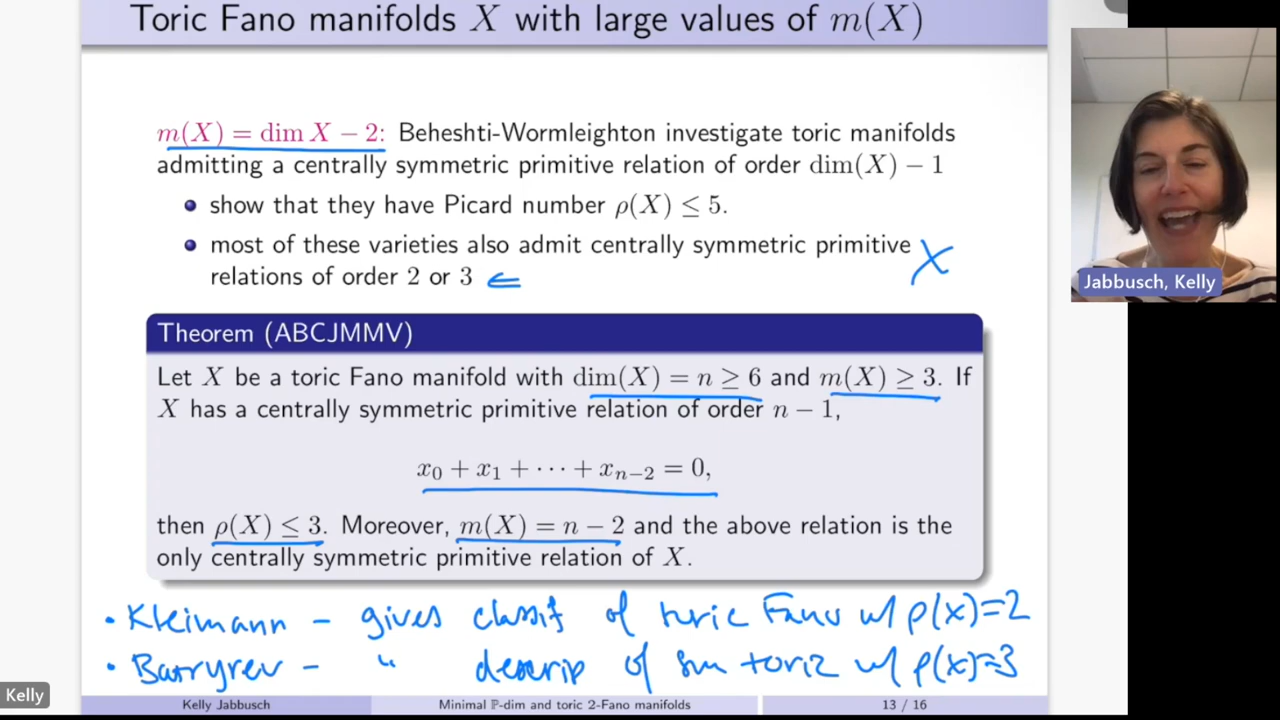 Toric Fano manifolds X with large values of m(X)
m(X) = dim X − 2: Beheshti-Wormleighton investigate toric manifolds
admitting a centrally symmetric primitive relation of order dim(X) − 1
• show that they have Picard number ρ(X) ≤ 5.
• most of these varieties also admit centrally symmetric primitive
relations of order 2 or 3 ⇐
X
Jabbusch, Kelly
Theorem (ABCJMMV)
Let X be a toric Fano manifold with dim(X) = n ≥ 6 and m(X) ≥ 3. If
X has a centrally symmetric primitive relation of order n − 1,
x₀ + x₁ + ⋯ + xₙ₋₂ = 0,
then ρ(X) ≤ 3. Moreover, m(X) = n − 2 and the above relation is the
only centrally symmetric primitive relation of X.
• Kleimann – gives classif of toric Fano w/ ρ(X)=2
• Batryrev – " descrip of sm toric w/ ρ(X)=3
Kelly
Kelly Jabbusch Minimal ℙ-dim and toric 2-Fano manifolds 13 / 16